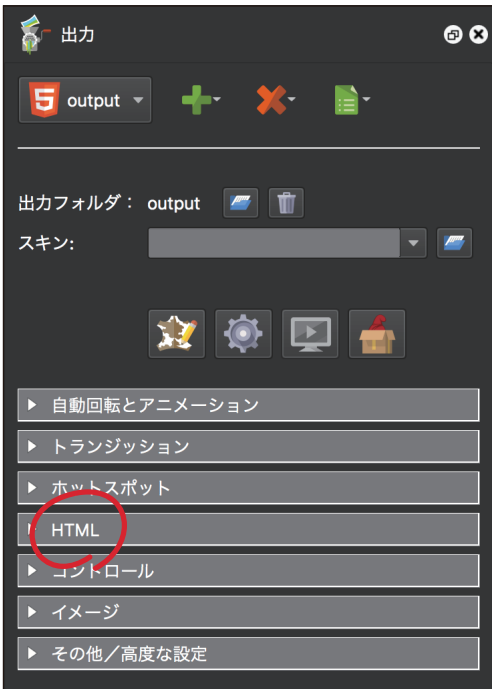 出力
output
出力フォルダ： output
スキン:
自動回転とアニメーション
トランジッション
ホットスポット
HTML
コントロール
イメージ
その他／高度な設定